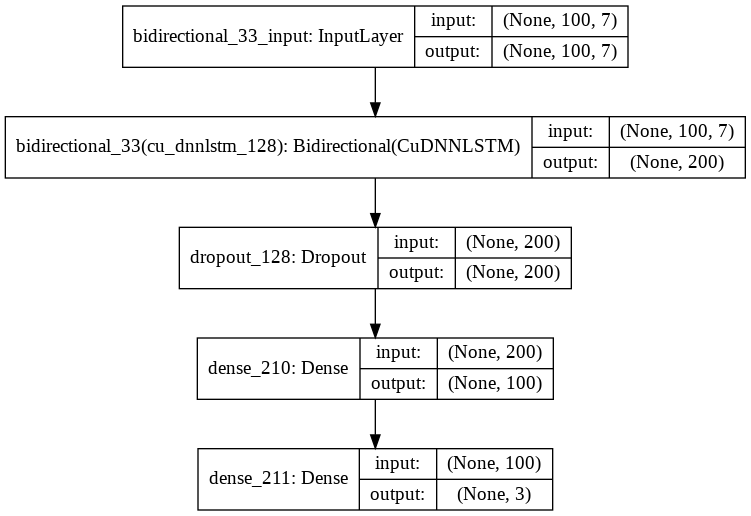 bidirectional_33_input: InputLayer
input: (None, 100, 7)
output: (None, 100, 7)
bidirectional_33(cu_dnnlstm_128): Bidirectional(CuDNNLSTM)
input: (None, 100, 7)
output: (None, 200)
dropout_128: Dropout
input: (None, 200)
output: (None, 200)
dense_210: Dense
input: (None, 200)
output: (None, 100)
dense_211: Dense
input: (None, 100)
output: (None, 3)